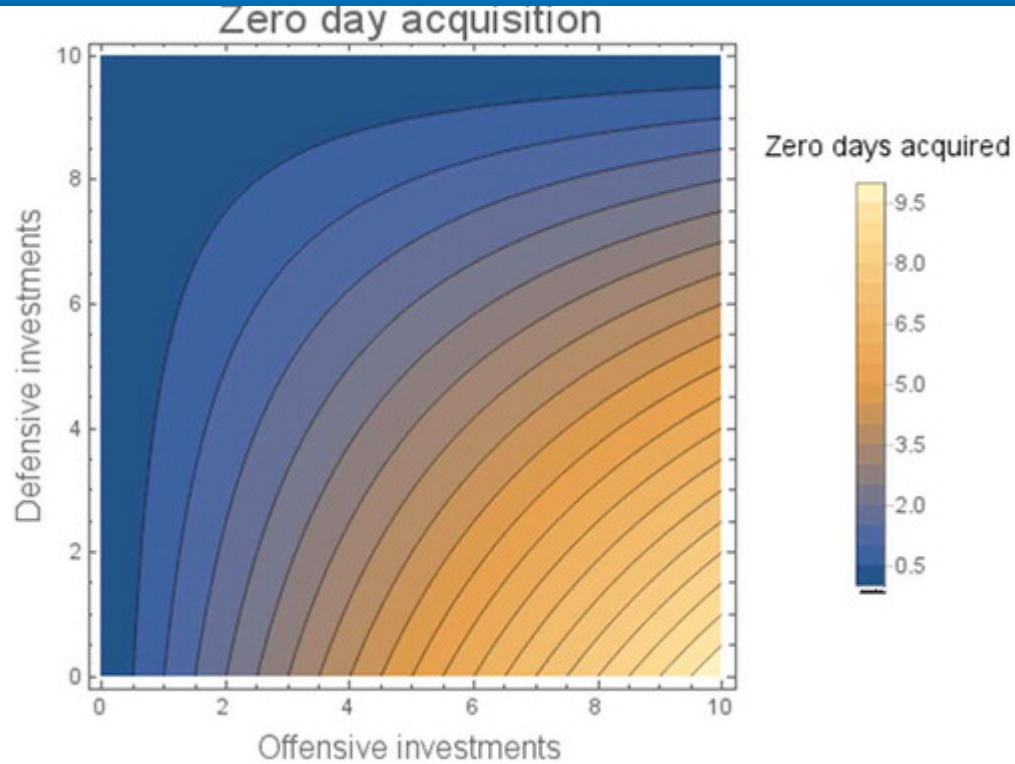 Zero day acquisition
10
8
6
4
2
0
Defensive investments
0 2 4 6 8 10
Offensive investments
Zero days acquired
9.5
8.0
6.5
5.0
3.5
2.0
0.5